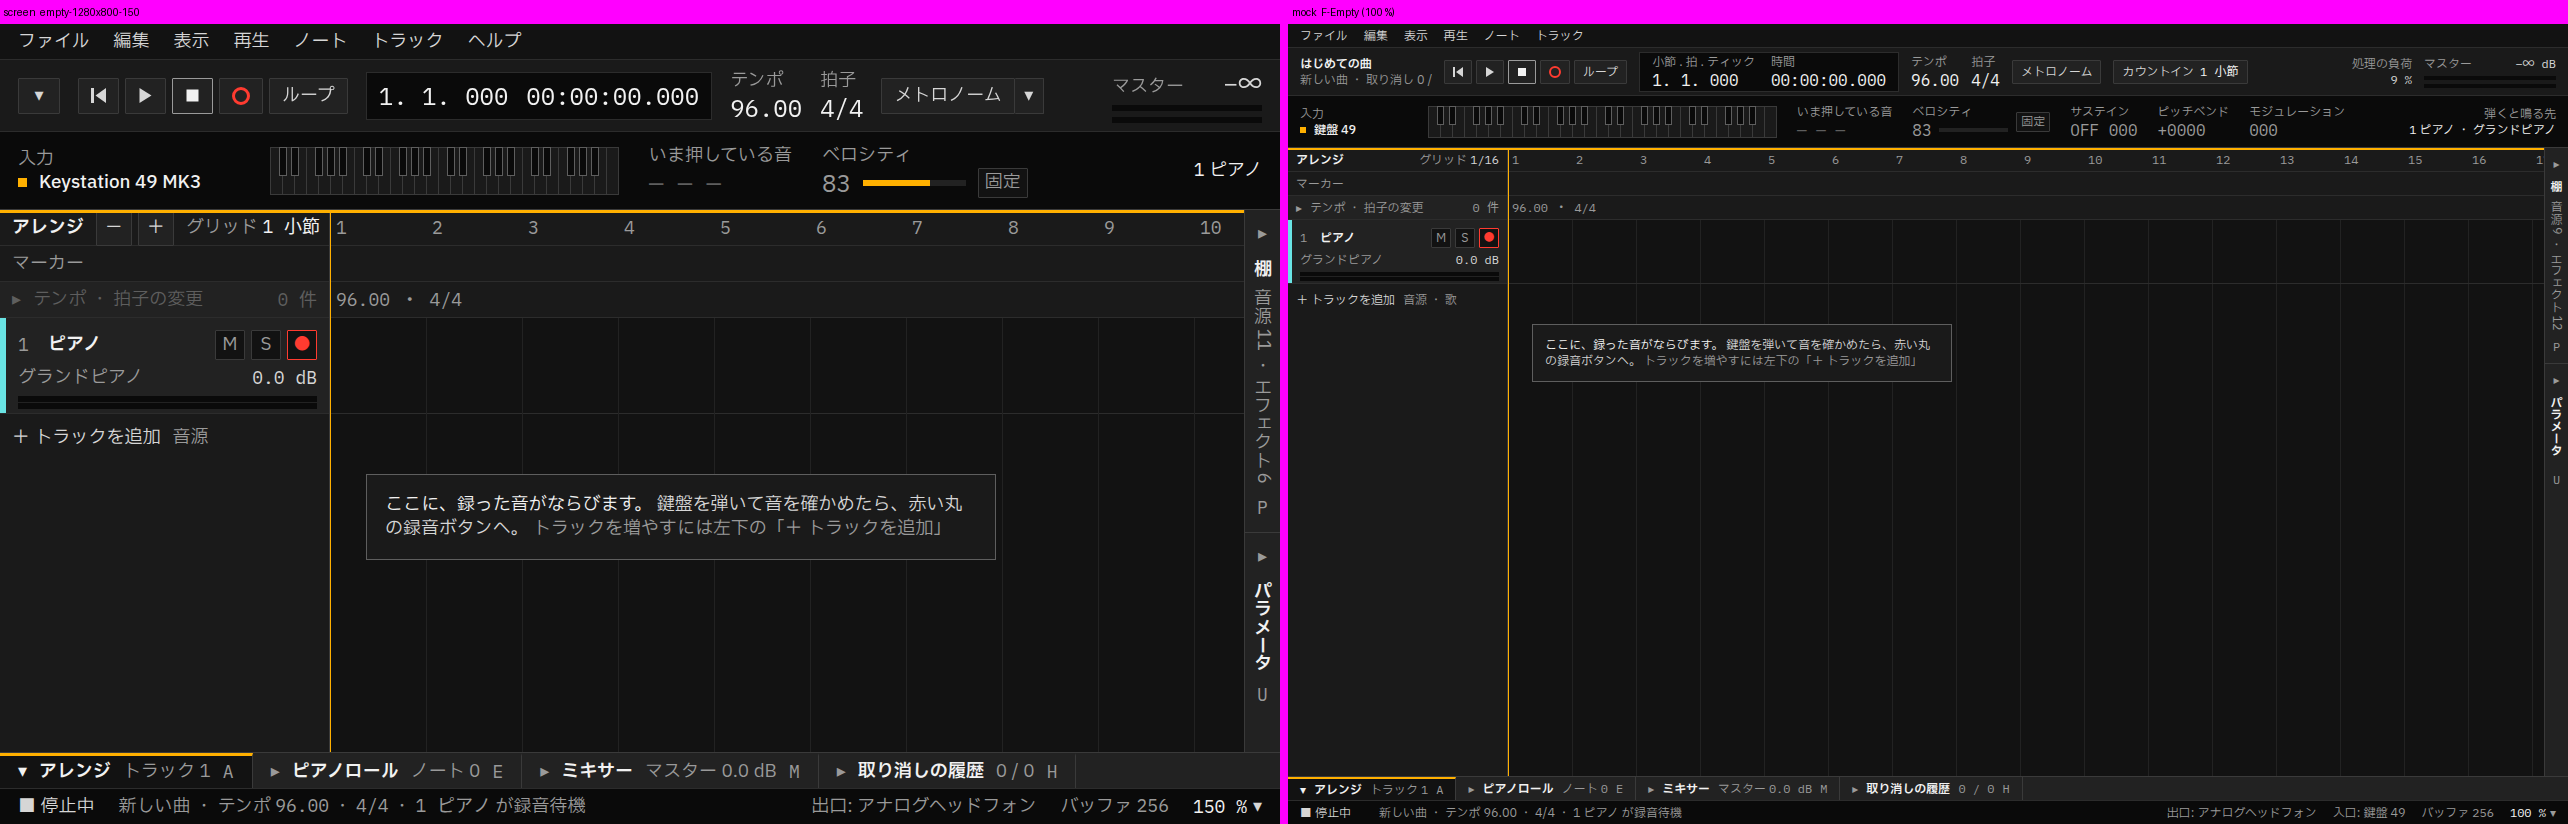 screen empty-1280x800-150
ファイル 編集 表示 再生 ノート トラック ヘルプ
▼ ループ 1. 1. 000 00:00:00.000 テンポ 96.00 拍子 4/4 メトロノーム ▼ マスター −∞
入力
Keystation 49 MK3
いま押している音
— — —
ベロシティ
83 固定
1 ピアノ
アレンジ − + グリッド 1 小節 1 2 3 4 5 6 7 8 9 10
マーカー
▶ テンポ・拍子の変更 0 件 96.00 ・ 4/4
1 ピアノ M S
グランドピアノ 0.0 dB
+ トラックを追加 音源
ここに、録った音がならびます。 鍵盤を弾いて音を確かめたら、赤い丸
の録音ボタンへ。 トラックを増やすには左下の「+ トラックを追加」
▶ 棚 音源 11 ・ エフェクト 6 P
▶ パラメータ U
▼ アレンジ トラック 1 A ▶ ピアノロール ノート 0 E ▶ ミキサー マスター 0.0 dB M ▶ 取り消しの履歴 0 / 0 H
■ 停止中 新しい曲 ・ テンポ 96.00 ・ 4/4 ・ 1 ピアノ が録音待機 出口: アナログヘッドフォン バッファ 256 150 % ▼
mock F-Empty (100 %)
ファイル 編集 表示 再生 ノート トラック
はじめての曲
新しい曲 ・ 取り消し 0 /
ループ
小節 . 拍 . ティック 時間
1. 1. 000 00:00:00.000
テンポ 拍子
96.00 4/4
メトロノーム カウントイン 1 小節
処理の負荷 マスター −∞ dB
9 %
入力
鍵盤 49
いま押している音
— — —
ベロシティ
83 固定
サステイン ピッチベンド モジュレーション
OFF 000 +0000 000
弾くと鳴る先
1 ピアノ ・ グランドピアノ
アレンジ グリッド 1/16 1 2 3 4 5 6 7 8 9 10 11 12 13 14 15 16 1
マーカー
▶ テンポ・拍子の変更 0 件 96.00 ・ 4/4
1 ピアノ M S
グランドピアノ 0.0 dB
+ トラックを追加 音源 ・ 歌
ここに、録った音がならびます。 鍵盤を弾いて音を確かめたら、赤い丸
の録音ボタンへ。 トラックを増やすには左下の「+ トラックを追加」
▶ 棚 音源 9 ・ エフェクト 12 P
▶ パラメータ U
▼ アレンジ トラック 1 A ▶ ピアノロール ノート 0 E ▶ ミキサー マスター 0.0 dB M ▶ 取り消しの履歴 0 / 0 H
■ 停止中 新しい曲 ・ テンポ 96.00 ・ 4/4 ・ 1 ピアノ が録音待機 出口: アナログヘッドフォン 入口: 鍵盤 49 バッファ 256 100 % ▼